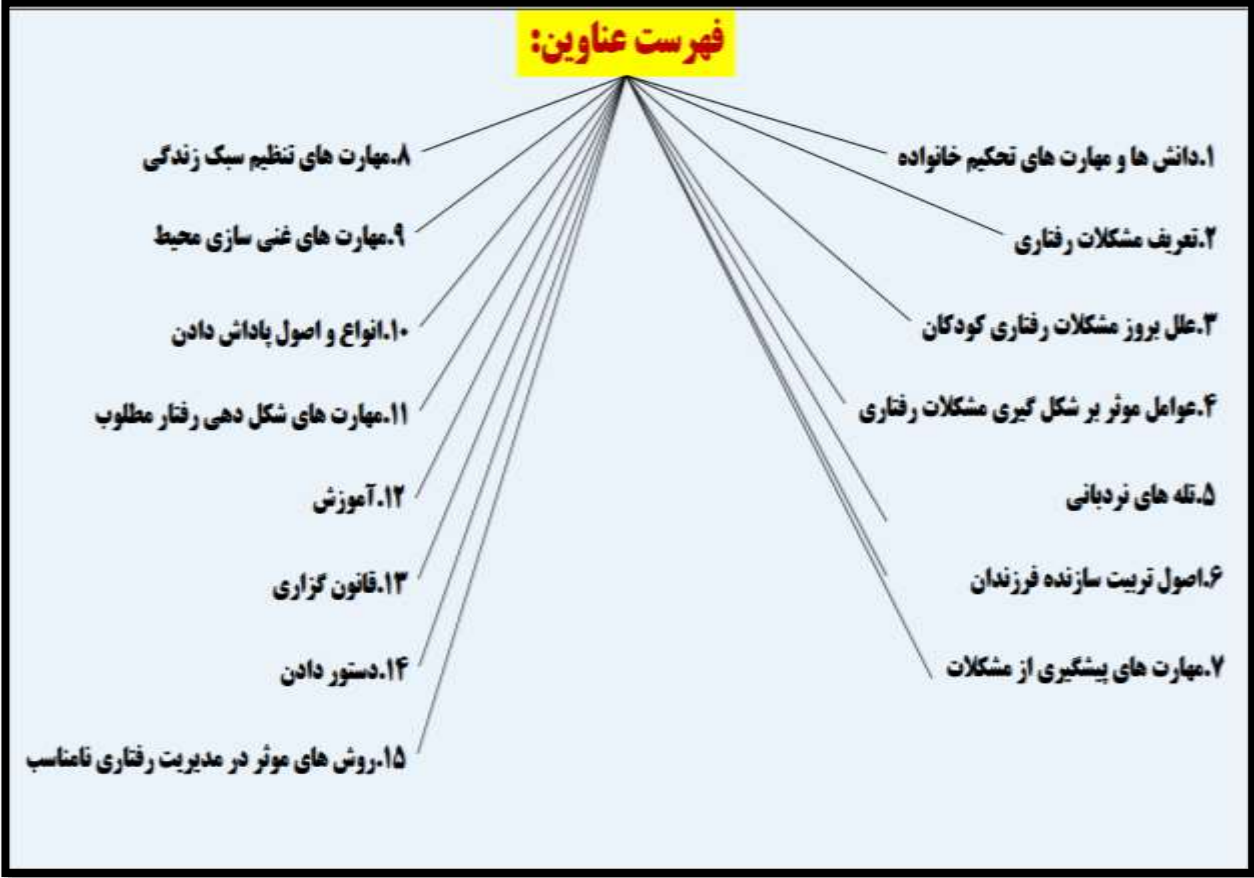 فهرست عناوین:
۱.دانش ها و مهارت های تحکیم خانواده
۲.تعریف مشکلات رفتاری
۳.علل بروز مشکلات رفتاری کودکان
۴.عوامل موثر بر شکل گیری مشکلات رفتاری
۵.تله های نردبانی
۶.اصول تربیت سازنده فرزندان
۷.مهارت های پیشگیری از مشکلات
۸.مهارت های تنظیم سبک زندگی
۹.مهارت های غنی سازی محیط
۱۰.انواع و اصول پاداش دادن
۱۱.مهارت های شکل دهی رفتار مطلوب
۱۲.آموزش
۱۳.قانون گزاری
۱۴.دستور دادن
۱۵.روش های موثر در مدیریت رفتاری نامناسب